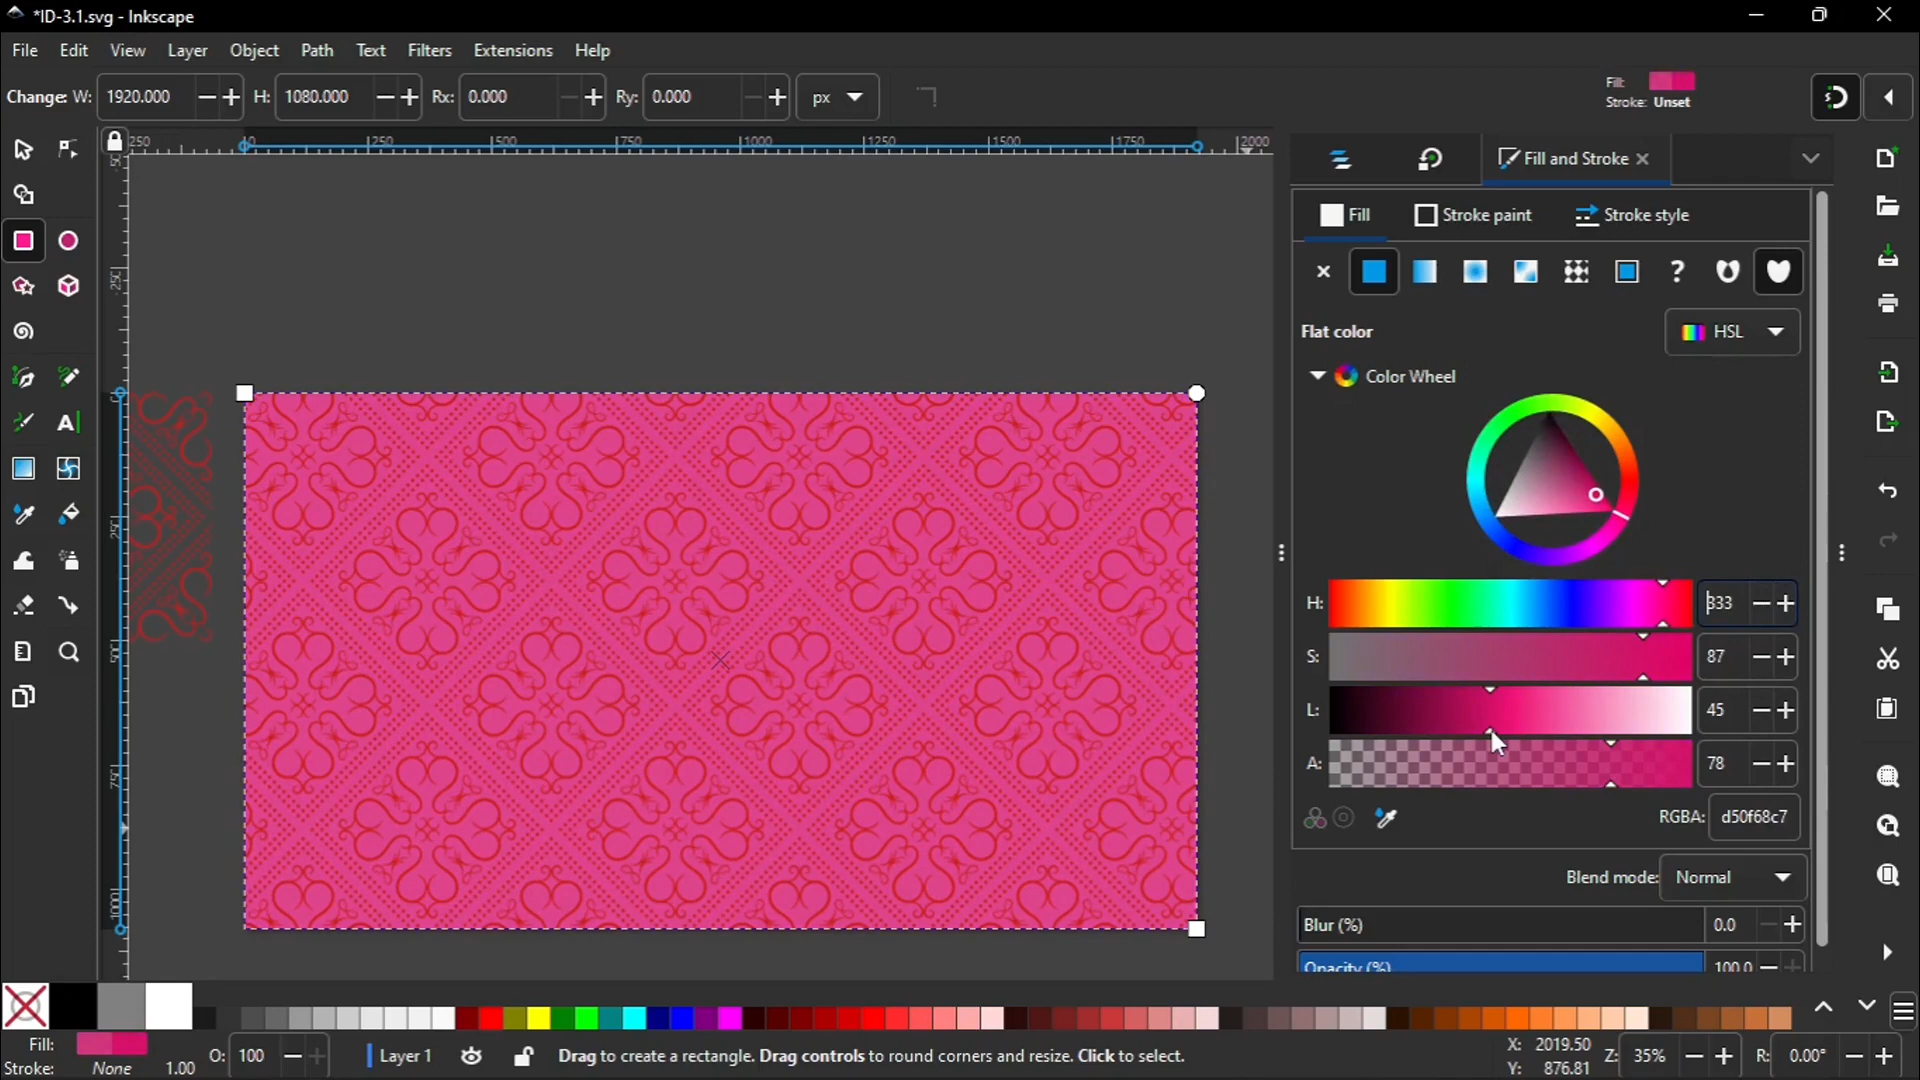 *ID-3.1.svg - Inkscape
File Edit View Layer Object Path Text Filters Extensions Help
Change: W: 1920.000 H: 1080.000 Rx: 0.000 Ry: 0.000 px
Fill:
Stroke: Unset
250 0 250 500 750 1000 1250 1500 1750 2000
Fill and Stroke
Fill Stroke paint Stroke style
Flat color HSL
Color Wheel
H: 333
S: 87
L: 45
A: 78
RGBA: d50f68c7
Blend mode: Normal
Blur (%) 0.0
Opacity (%) 100.0
Fill:
Stroke: None 1.00
O: 100 Layer 1 Drag to create a rectangle. Drag controls to round corners and resize. Click to select.
X: 2019.50
Y: 876.81
Z: 35% R: 0.00°